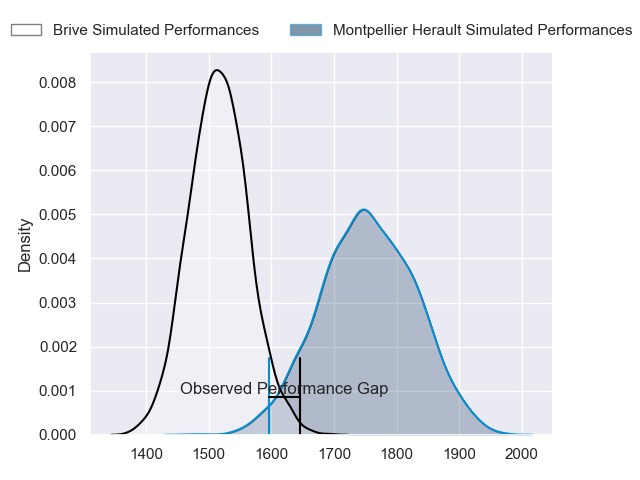 Brive Simulated Performances
Montpellier Herault Simulated Performances
0.008
0.007
0.006
0.005
0.004
0.003
0.002
0.001
0.000
Density
Observed Performance Gap
1400 1500 1600 1700 1800 1900 2000